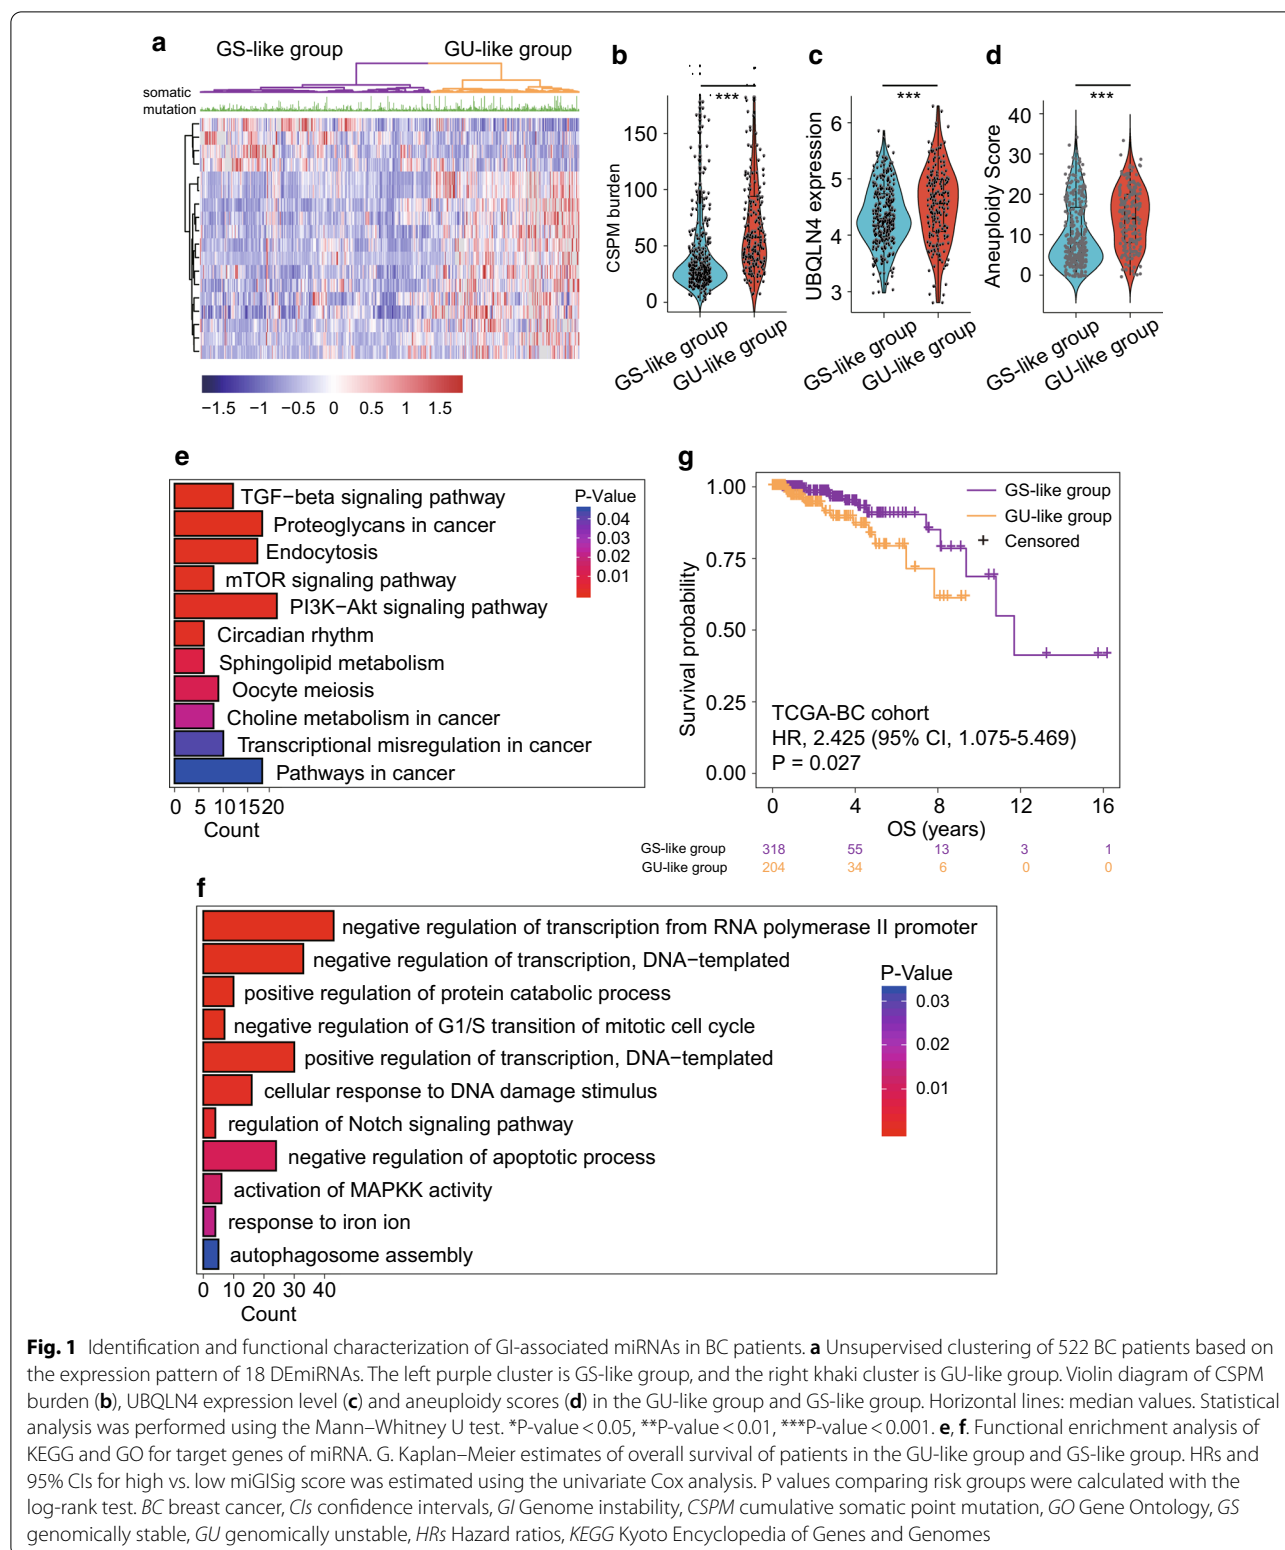 a
GS-like group
GU-like group
somatic
mutation
−1.5 −1 −0.5 0 0.5 1 1.5
b
***
CSPM burden
150
100
50
0
GS-like group
GU-like group
c
***
UBQLN4 expression
6
5
4
3
GS-like group
GU-like group
d
***
Aneuploidy Score
40
30
20
10
0
GS-like group
GU-like group
e
TGF−beta signaling pathway
Proteoglycans in cancer
Endocytosis
mTOR signaling pathway
PI3K−Akt signaling pathway
Circadian rhythm
Sphingolipid metabolism
Oocyte meiosis
Choline metabolism in cancer
Transcriptional misregulation in cancer
Pathways in cancer
P-Value
0.04
0.03
0.02
0.01
0 5 10 15 20
Count
g
Survival probability
1.00
0.75
0.50
0.25
0.00
GS-like group
GU-like group
+ Censored
TCGA-BC cohort
HR, 2.425 (95% CI, 1.075-5.469)
P = 0.027
0 4 8 12 16
OS (years)
GS-like group 318 55 13 3 1
GU-like group 204 34 6 0 0
f
negative regulation of transcription from RNA polymerase II promoter
negative regulation of transcription, DNA−templated
positive regulation of protein catabolic process
negative regulation of G1/S transition of mitotic cell cycle
positive regulation of transcription, DNA−templated
cellular response to DNA damage stimulus
regulation of Notch signaling pathway
negative regulation of apoptotic process
activation of MAPKK activity
response to iron ion
autophagosome assembly
P-Value
0.03
0.02
0.01
0 10 20 30 40
Count
Fig. 1 Identification and functional characterization of GI-associated miRNAs in BC patients. a Unsupervised clustering of 522 BC patients based on
the expression pattern of 18 DEmiRNAs. The left purple cluster is GS-like group, and the right khaki cluster is GU-like group. Violin diagram of CSPM
burden (b), UBQLN4 expression level (c) and aneuploidy scores (d) in the GU-like group and GS-like group. Horizontal lines: median values. Statistical
analysis was performed using the Mann–Whitney U test. *P-value < 0.05, **P-value < 0.01, ***P-value < 0.001. e, f. Functional enrichment analysis of
KEGG and GO for target genes of miRNA. G. Kaplan–Meier estimates of overall survival of patients in the GU-like group and GS-like group. HRs and
95% CIs for high vs. low miGISig score was estimated using the univariate Cox analysis. P values comparing risk groups were calculated with the
log-rank test. BC breast cancer, CIs confidence intervals, GI Genome instability, CSPM cumulative somatic point mutation, GO Gene Ontology, GS
genomically stable, GU genomically unstable, HRs Hazard ratios, KEGG Kyoto Encyclopedia of Genes and Genomes